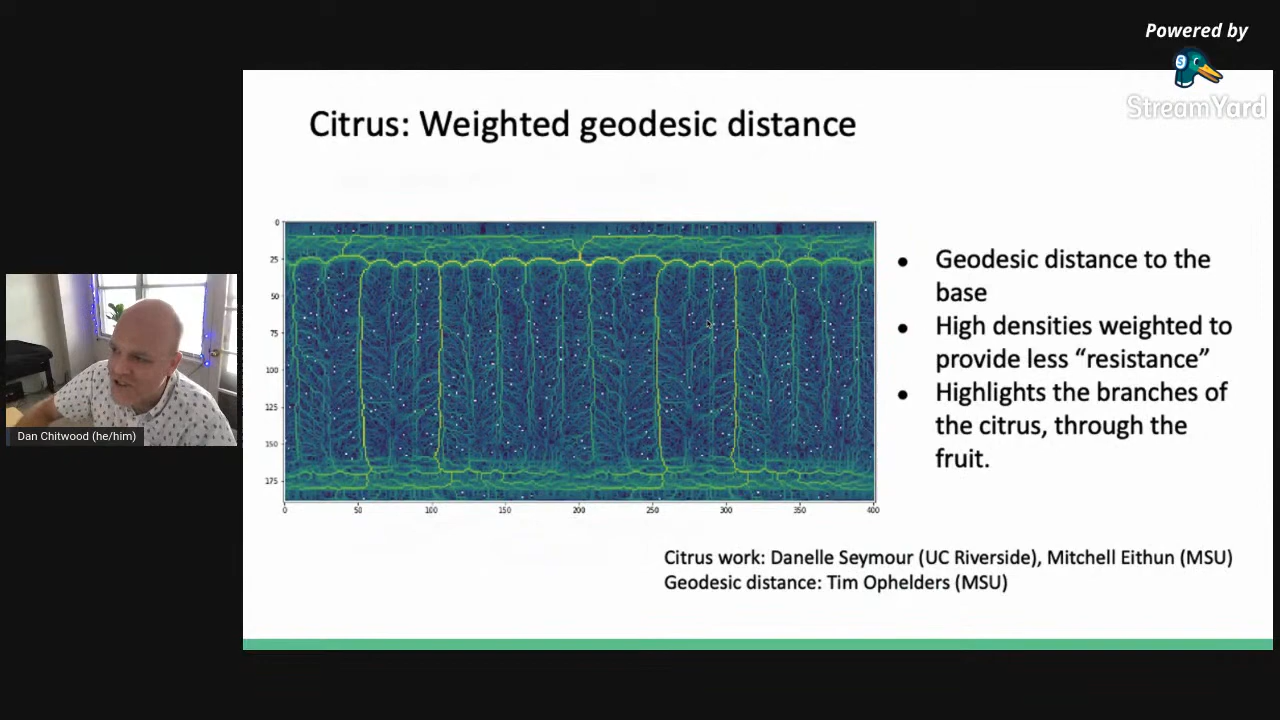 Powered by
StreamYard
Citrus: Weighted geodesic distance
0
25
50
75
100
125
150
175
0
50
100
150
200
250
300
350
400
● Geodesic distance to the
base
● High densities weighted to
provide less “resistance”
● Highlights the branches of
the citrus, through the
fruit.
Dan Chitwood (he/him)
Citrus work: Danelle Seymour (UC Riverside), Mitchell Eithun (MSU)
Geodesic distance: Tim Ophelders (MSU)